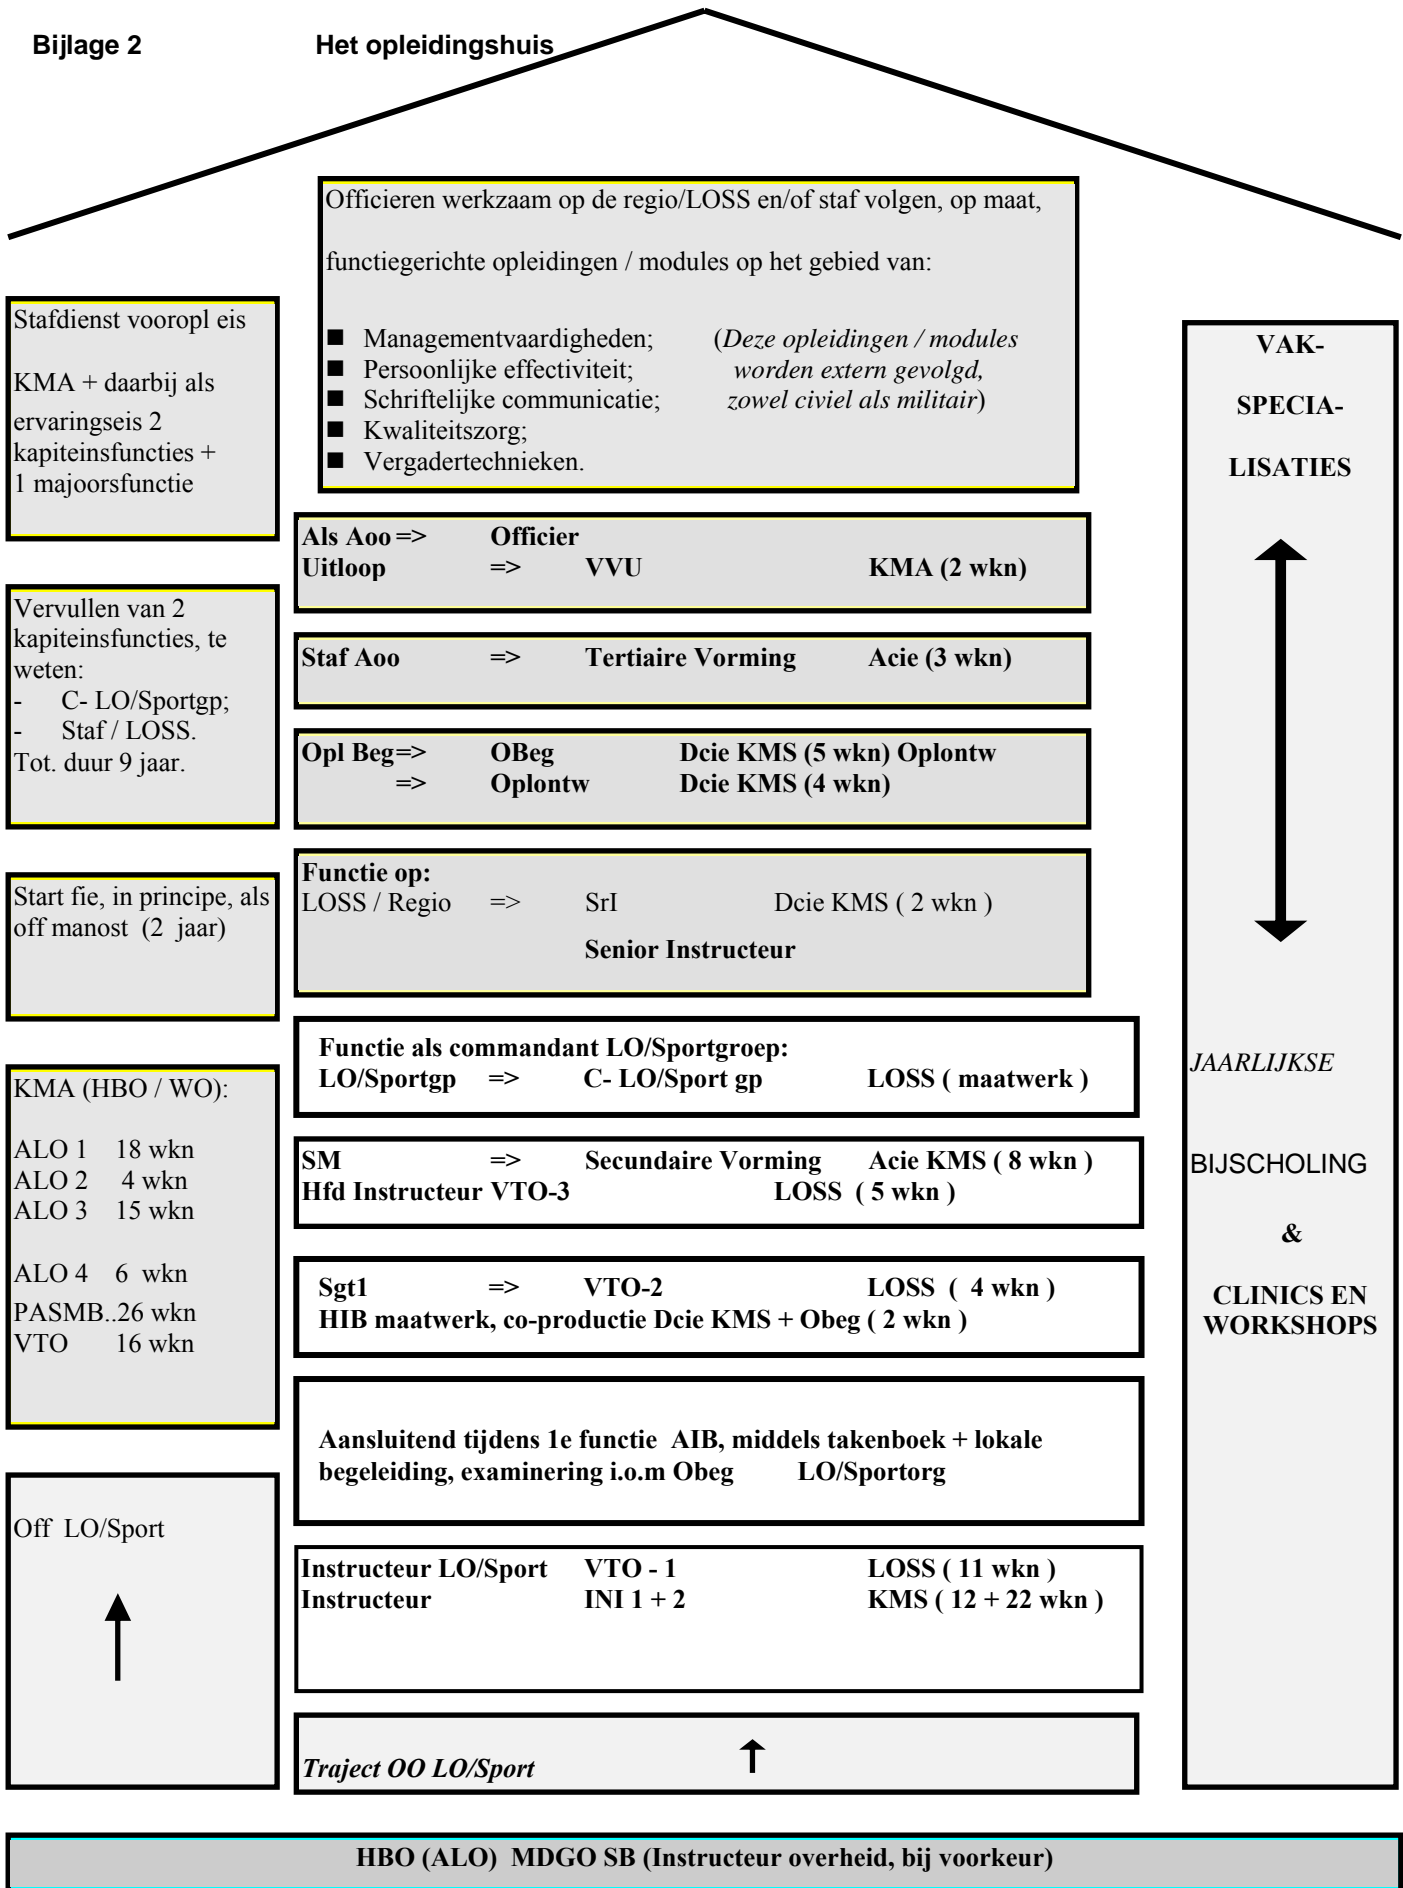 Bijlage 2 Het opleidingshuis
Officieren werkzaam op de regio/LOSS en/of staf volgen, op maat,
functiegerichte opleidingen / modules op het gebied van:
■ Managementvaardigheden; (Deze opleidingen / modules
■ Persoonlijke effectiviteit; worden extern gevolgd,
■ Schriftelijke communicatie; zowel civiel als militair)
■ Kwaliteitszorg;
■ Vergadertechnieken.
Stafdienst vooropl eis
KMA + daarbij als
ervaringseis 2
kapiteinsfuncties +
1 majoorsfunctie
Vervullen van 2
kapiteinsfuncties, te
weten:
- C- LO/Sportgp;
- Staf / LOSS.
Tot. duur 9 jaar.
Start fie, in principe, als
off manost (2 jaar)
KMA (HBO / WO):
ALO 1 18 wkn
ALO 2 4 wkn
ALO 3 15 wkn
ALO 4 6 wkn
PASMB..26 wkn
VTO 16 wkn
Off LO/Sport
Als Aoo => Officier
Uitloop => VVU KMA (2 wkn)
Staf Aoo => Tertiaire Vorming Acie (3 wkn)
Opl Beg=> OBeg Dcie KMS (5 wkn) Oplontw
=> Oplontw Dcie KMS (4 wkn)
Functie op:
LOSS / Regio => SrI Dcie KMS ( 2 wkn )
Senior Instructeur
Functie als commandant LO/Sportgroep:
LO/Sportgp => C- LO/Sport gp LOSS ( maatwerk )
SM => Secundaire Vorming Acie KMS ( 8 wkn )
Hfd Instructeur VTO-3 LOSS ( 5 wkn )
Sgt1 => VTO-2 LOSS ( 4 wkn )
HIB maatwerk, co-productie Dcie KMS + Obeg ( 2 wkn )
Aansluitend tijdens 1e functie AIB, middels takenboek + lokale
begeleiding, examinering i.o.m Obeg LO/Sportorg
Instructeur LO/Sport VTO - 1 LOSS ( 11 wkn )
Instructeur INI 1 + 2 KMS ( 12 + 22 wkn )
Traject OO LO/Sport
VAK-
SPECIA-
LISATIES
JAARLIJKSE
BIJSCHOLING
&
CLINICS EN
WORKSHOPS
HBO (ALO) MDGO SB (Instructeur overheid, bij voorkeur)